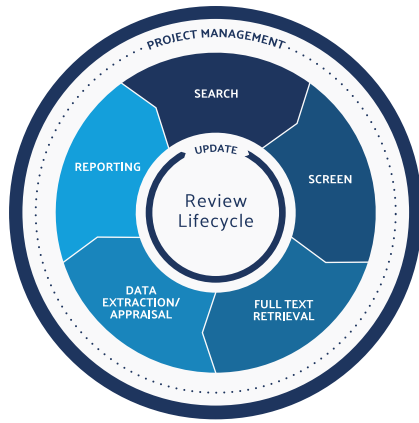 PROJECT MANAGEMENT
SEARCH
UPDATE
REPORTING
SCREEN
Review
Lifecycle
DATA
EXTRACTION/
APPRAISAL
FULL TEXT
RETRIEVAL